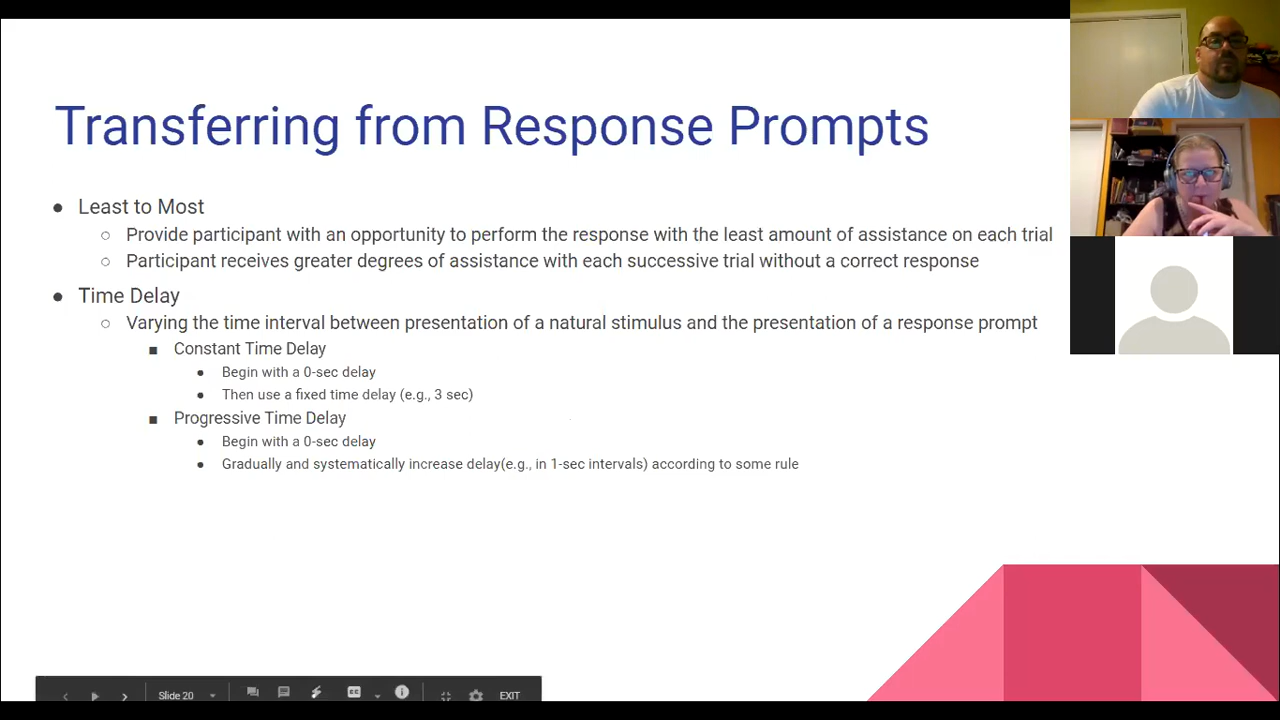 Transferring from Response Prompts
● Least to Most
○ Provide participant with an opportunity to perform the response with the least amount of assistance on each trial
○ Participant receives greater degrees of assistance with each successive trial without a correct response
● Time Delay
○ Varying the time interval between presentation of a natural stimulus and the presentation of a response prompt
■ Constant Time Delay
● Begin with a 0-sec delay
● Then use a fixed time delay (e.g., 3 sec)
■ Progressive Time Delay
● Begin with a 0-sec delay
● Gradually and systematically increase delay(e.g., in 1-sec intervals) according to some rule
Slide 20 CC EXIT